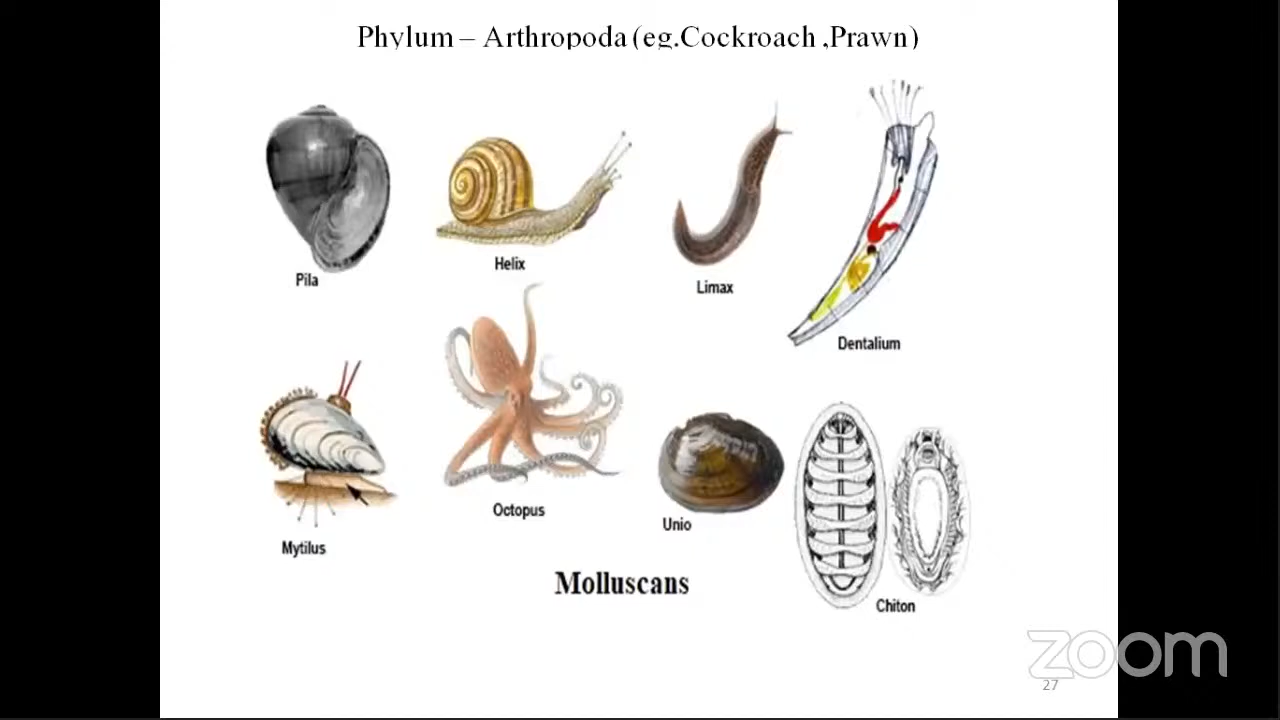 Phylum – Arthropoda (eg.Cockroach ,Prawn)
Pila
Helix
Limax
Dentalium
Mytilus
Octopus
Unio
Chiton
Molluscans
zoom
27